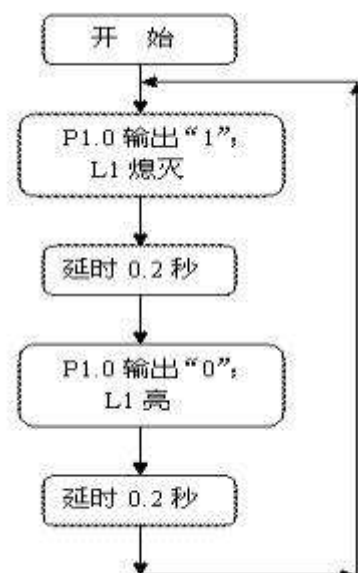 开 始
P1.0 输出“1”;
L1 熄灭
延时 0.2 秒
P1.0 输出“0”;
L1 亮
延时 0.2 秒